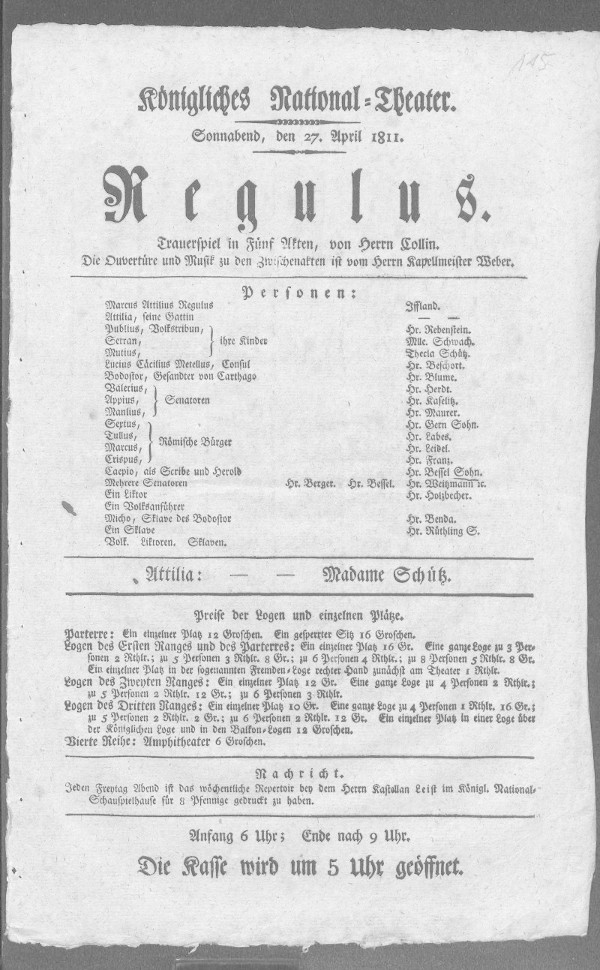 145
Königliches National-Theater.
Sonnabend, den 27. April 1811.
Regulus.
Trauerspiel in Fünf Akten, von Herrn Collin.
Die Ouvertüre und Musik zu den Zwischenakten ist vom Herrn Kapellmeister Weber.
Personen:
Marcus Attilius Regulus Iffland.
Attilia, seine Gattin — —
Publius, Volkstribun, Hr. Rebenstein.
Servan, ihre Kinder Mlle. Schwach.
Mutius, Thecla Schütz.
Lucius Cäcilius Metellus, Consul Hr. Beschort.
Bodostor, Gesandter von Carthago Hr. Blume.
Valerius, Hr. Herdt.
Appius, Senatoren Hr. Kaselitz.
Manlius, Hr. Maurer.
Sextus, Hr. Gern Sohn.
Tullus, Hr. Labes.
Marcus, Römische Bürger Hr. Leidel.
Crispus, Hr. Franz.
Caepio, als Scribe und Herold Hr. Bessel Sohn.
Mehrere Senatoren Hr. Berger. Hr. Bessel. Hr. Weitzmann ꝛc.
Ein Liktor Hr. Holzbecher.
Ein Volksanführer
Micho, Sklave des Bodostor Hr. Benda.
Ein Sklave Hr. Rüthling S.
Volk. Liktoren. Sklaven.
Attilia: — — Madame Schütz.
Preise der Logen und einzelnen Plätze.
Parterre: Ein einzelner Platz 12 Groschen. Ein gesperrter Sitz 16 Groschen.
Logen des Ersten Ranges und des Parterres: Ein einzelner Platz 16 Gr. Eine ganze Loge zu 3 Per-
sonen 2 Rthlr.; zu 5 Personen 3 Rthlr. 8 Gr.; zu 6 Personen 4 Rthlr.; zu 8 Personen 5 Rthlr. 8 Gr.
Ein einzelner Platz in der sogenannten Fremden-Loge rechter Hand zunächst am Theater 1 Rthlr.
Logen des Zweyten Ranges: Ein einzelner Platz 12 Gr. Eine ganze Loge zu 4 Personen 2 Rthlr.;
zu 5 Personen 2 Rthlr. 12 Gr.; zu 6 Personen 3 Rthlr.
Logen des Dritten Ranges: Ein einzelner Platz 10 Gr. Eine ganze Loge zu 4 Personen 1 Rthlr. 16 Gr.;
zu 5 Personen 2 Rthlr. 2 Gr.; zu 6 Personen 2 Rthlr. 12 Gr. Ein einzelner Platz in einer Loge über
der Königlichen Loge und in den Balkon-Logen 12 Groschen.
Vierte Reihe: Amphitheater 6 Groschen.
Nachricht.
Jeden Freytag Abend ist das wöchentliche Repertoir bey dem Herrn Kastellan Leist im Königl. National-
Schauspielhause für 8 Pfennige gedruckt zu haben.
Anfang 6 Uhr; Ende nach 9 Uhr.
Die Kasse wird um 5 Uhr geöffnet.